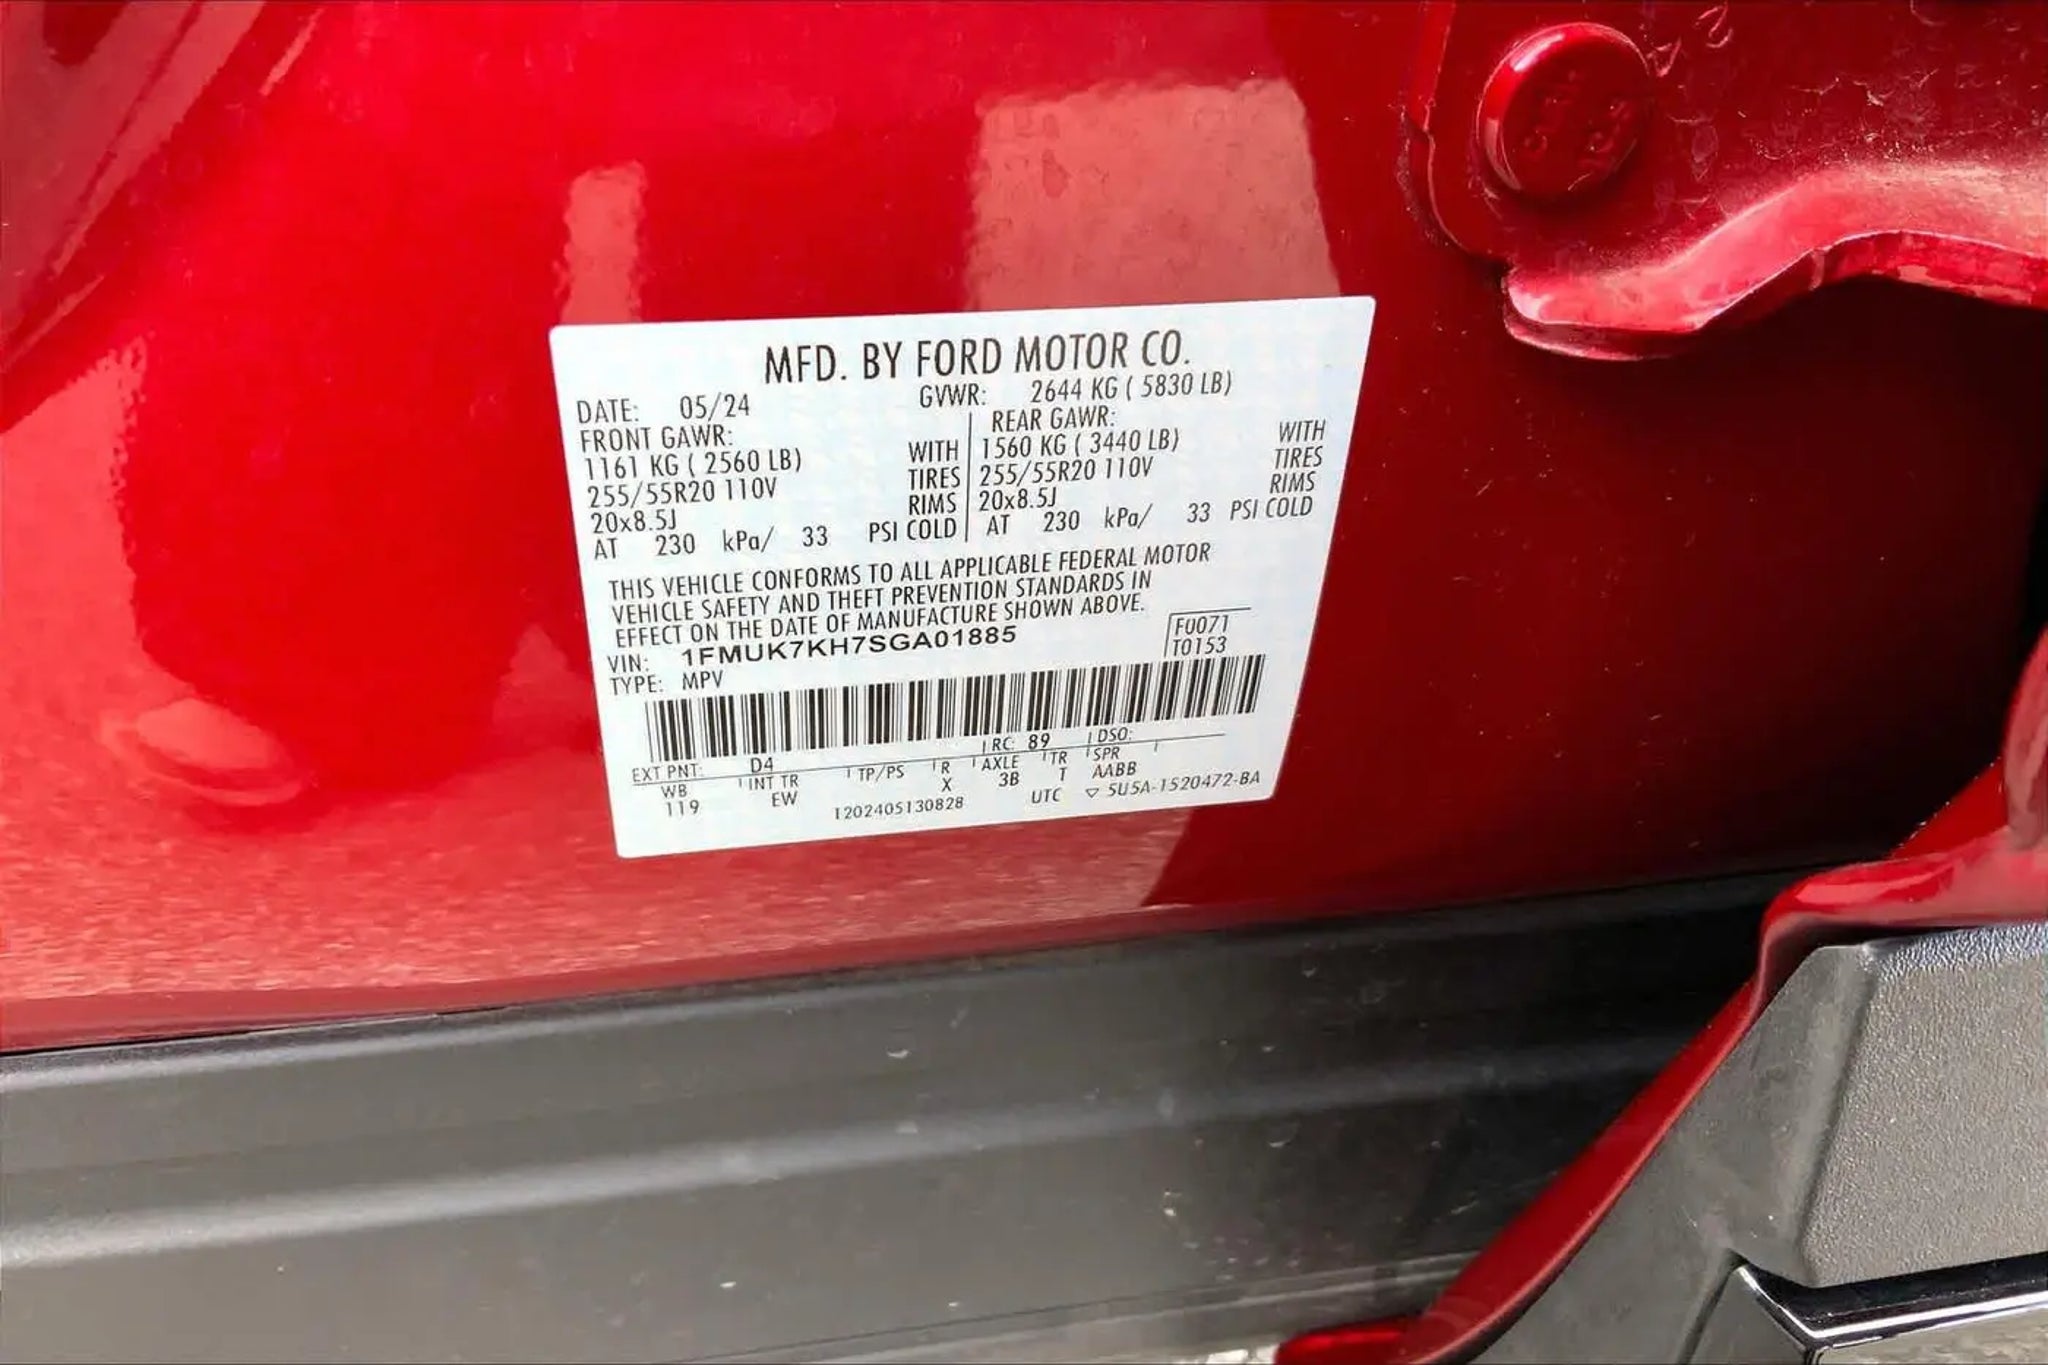 MFD. BY FORD MOTOR CO.
DATE: 05/24 GVWR: 2644 KG ( 5830 LB)
FRONT GAWR: REAR GAWR:
1161 KG ( 2560 LB) WITH 1560 KG ( 3440 LB) WITH
255/55R20 110V TIRES 255/55R20 110V TIRES
20x8.5J RIMS 20x8.5J RIMS
AT 230 kPa/ 33 PSI COLD AT 230 kPa/ 33 PSI COLD
THIS VEHICLE CONFORMS TO ALL APPLICABLE FEDERAL MOTOR
VEHICLE SAFETY AND THEFT PREVENTION STANDARDS IN
EFFECT ON THE DATE OF MANUFACTURE SHOWN ABOVE.
VIN: 1FMUK7KH7SGA01885 F0071
TYPE: MPV T0153
EXT PNT: D4 RC: 89 DSO:
WB INT TR TP/PS R AXLE TR SPR
119 EW X 3B T AABB
1202405130828 UTC ▽ 5U5A-1520472-BA